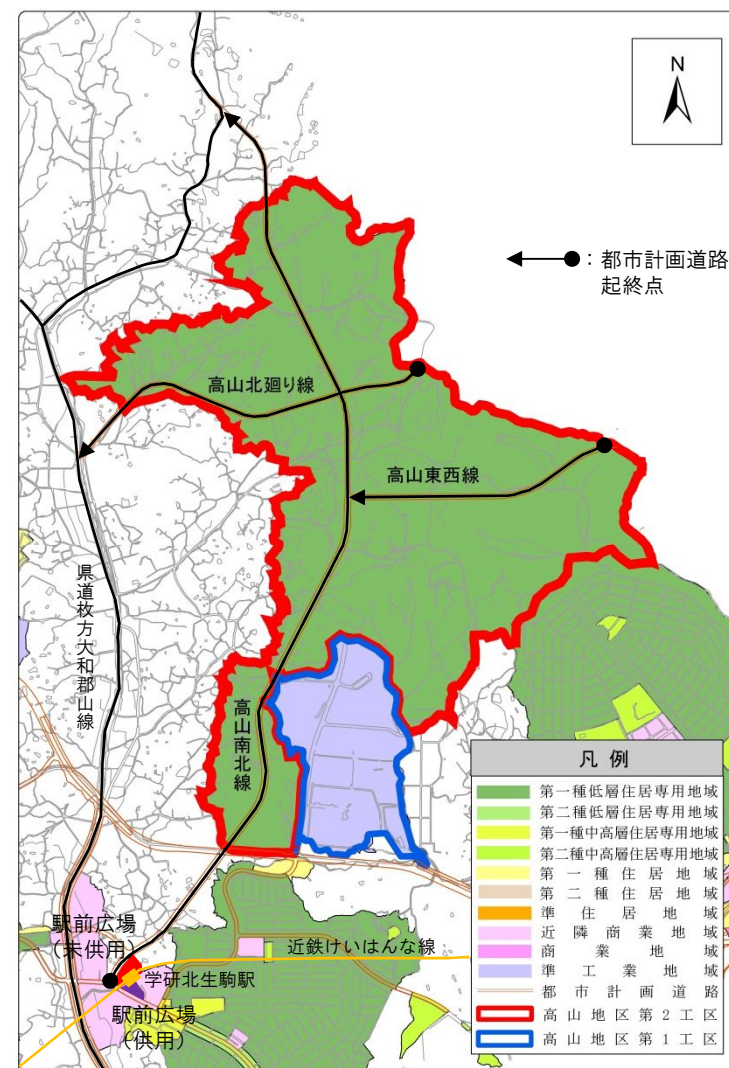 N
:都市計画道路
起終点
高山北廻り線
高山東西線
県道枚方大和郡山線
高山南北線
駅前広場
(未供用)
近鉄けいはんな線
学研北生駒駅
駅前広場
(供用)
凡例
第一種低層住居専用地域
第二種低層住居専用地域
第一種中高層住居専用地域
第二種中高層住居専用地域
第一種住居地域
第二種住居地域
準住居地域
近隣商業地域
商業地域
準工業地域
都市計画道路
高山地区第2工区
高山地区第1工区